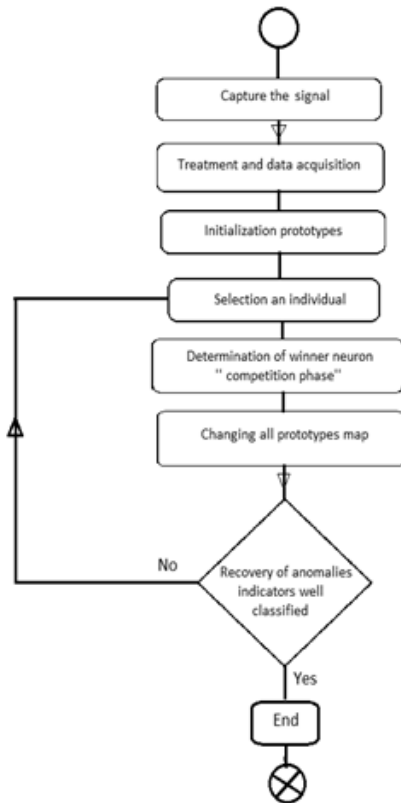 Capture the signal
Treatment and data acquisition
Initialization prototypes
Selection an individual
Determination of winner neuron
" competition phase"
Changing all prototypes map
No
Recovery of anomalies
indicators well
classified
Yes
End